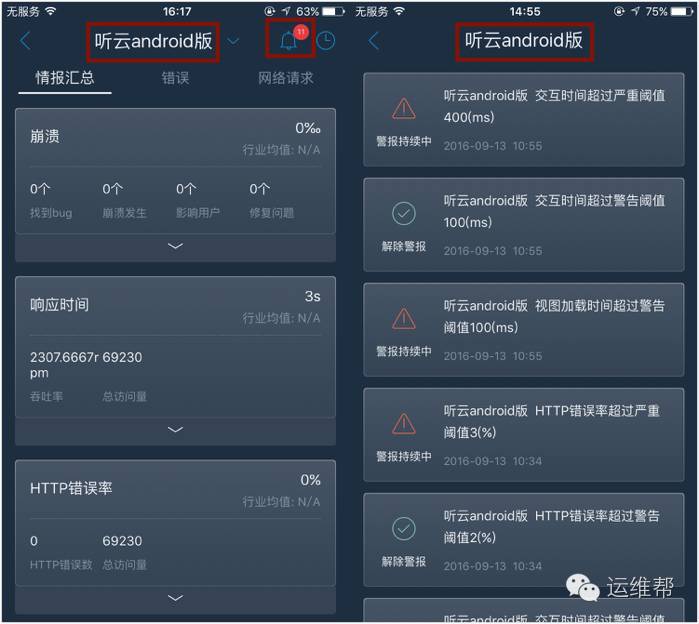 无服务 16:17 63%
听云android版 11
情报汇总 错误 网络请求
崩溃 0‰
行业均值: N/A
0个 0个 0个 0个
找到bug 崩溃发生 影响用户 修复问题
响应时间 3s
行业均值: N/A
2307.6667r 69230
pm
吞吐率 总访问量
HTTP错误率 0%
行业均值: N/A
0 69230
HTTP错误数 总访问量
无服务 14:55 75%
听云android版
听云android版 交互时间超过严重阈值
400(ms)
警报持续中 2016-09-13 10:55
听云android版 交互时间超过警告阈值
100(ms)
解除警报 2016-09-13 10:55
听云android版 视图加载时间超过警告
阈值100(ms)
警报持续中 2016-09-13 10:55
听云android版 HTTP错误率超过严重
阈值3(%)
警报持续中 2016-09-13 10:34
听云android版 HTTP错误率超过警告
阈值2(%)
解除警报 2016-09-13 10:34
听云android版 交互时间超过严重阈值
运维帮